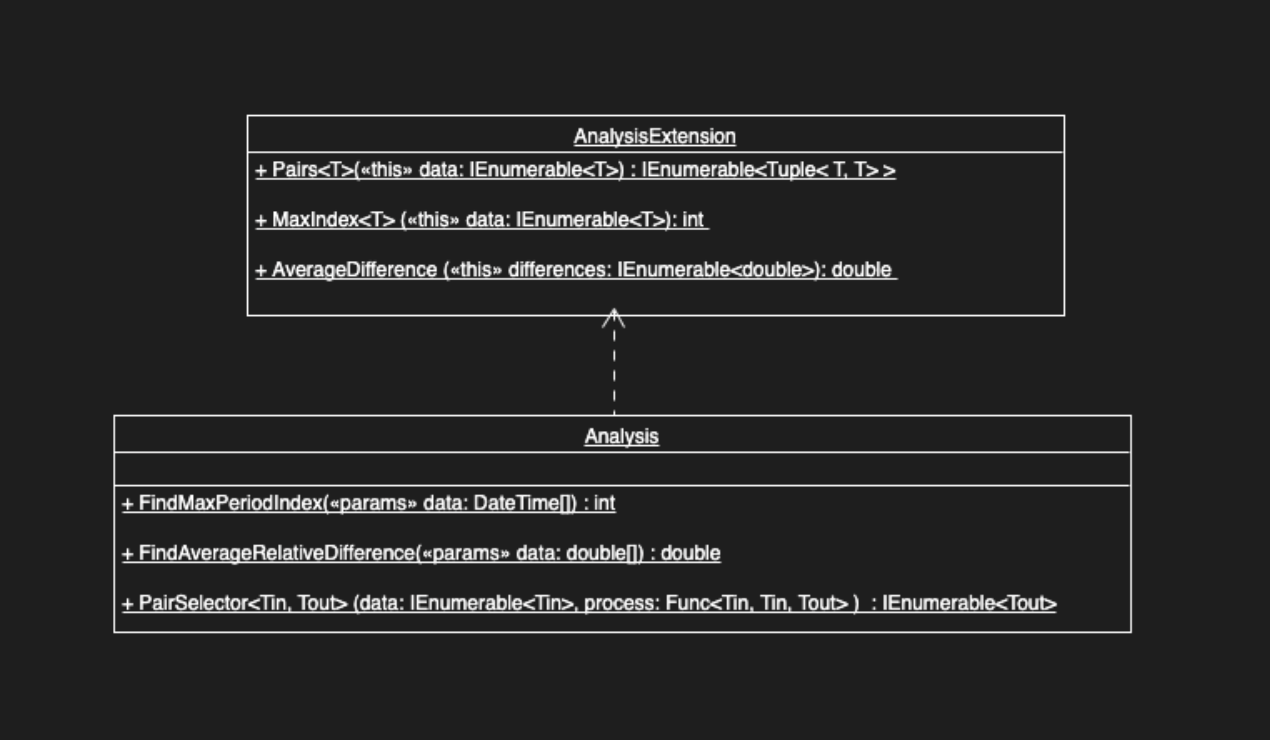 AnalysisExtension
+ Pairs<T>(«this» data: IEnumerable<T>) : IEnumerable<Tuple< T, T> >
+ MaxIndex<T> («this» data: IEnumerable<T>): int
+ AverageDifference («this» differences: IEnumerable<double>): double
Analysis
+ FindMaxPeriodIndex(«params» data: DateTime[]) : int
+ FindAverageRelativeDifference(«params» data: double[]) : double
+ PairSelector<Tin, Tout> (data: IEnumerable<Tin>, process: Func<Tin, Tin, Tout> ) : IEnumerable<Tout>